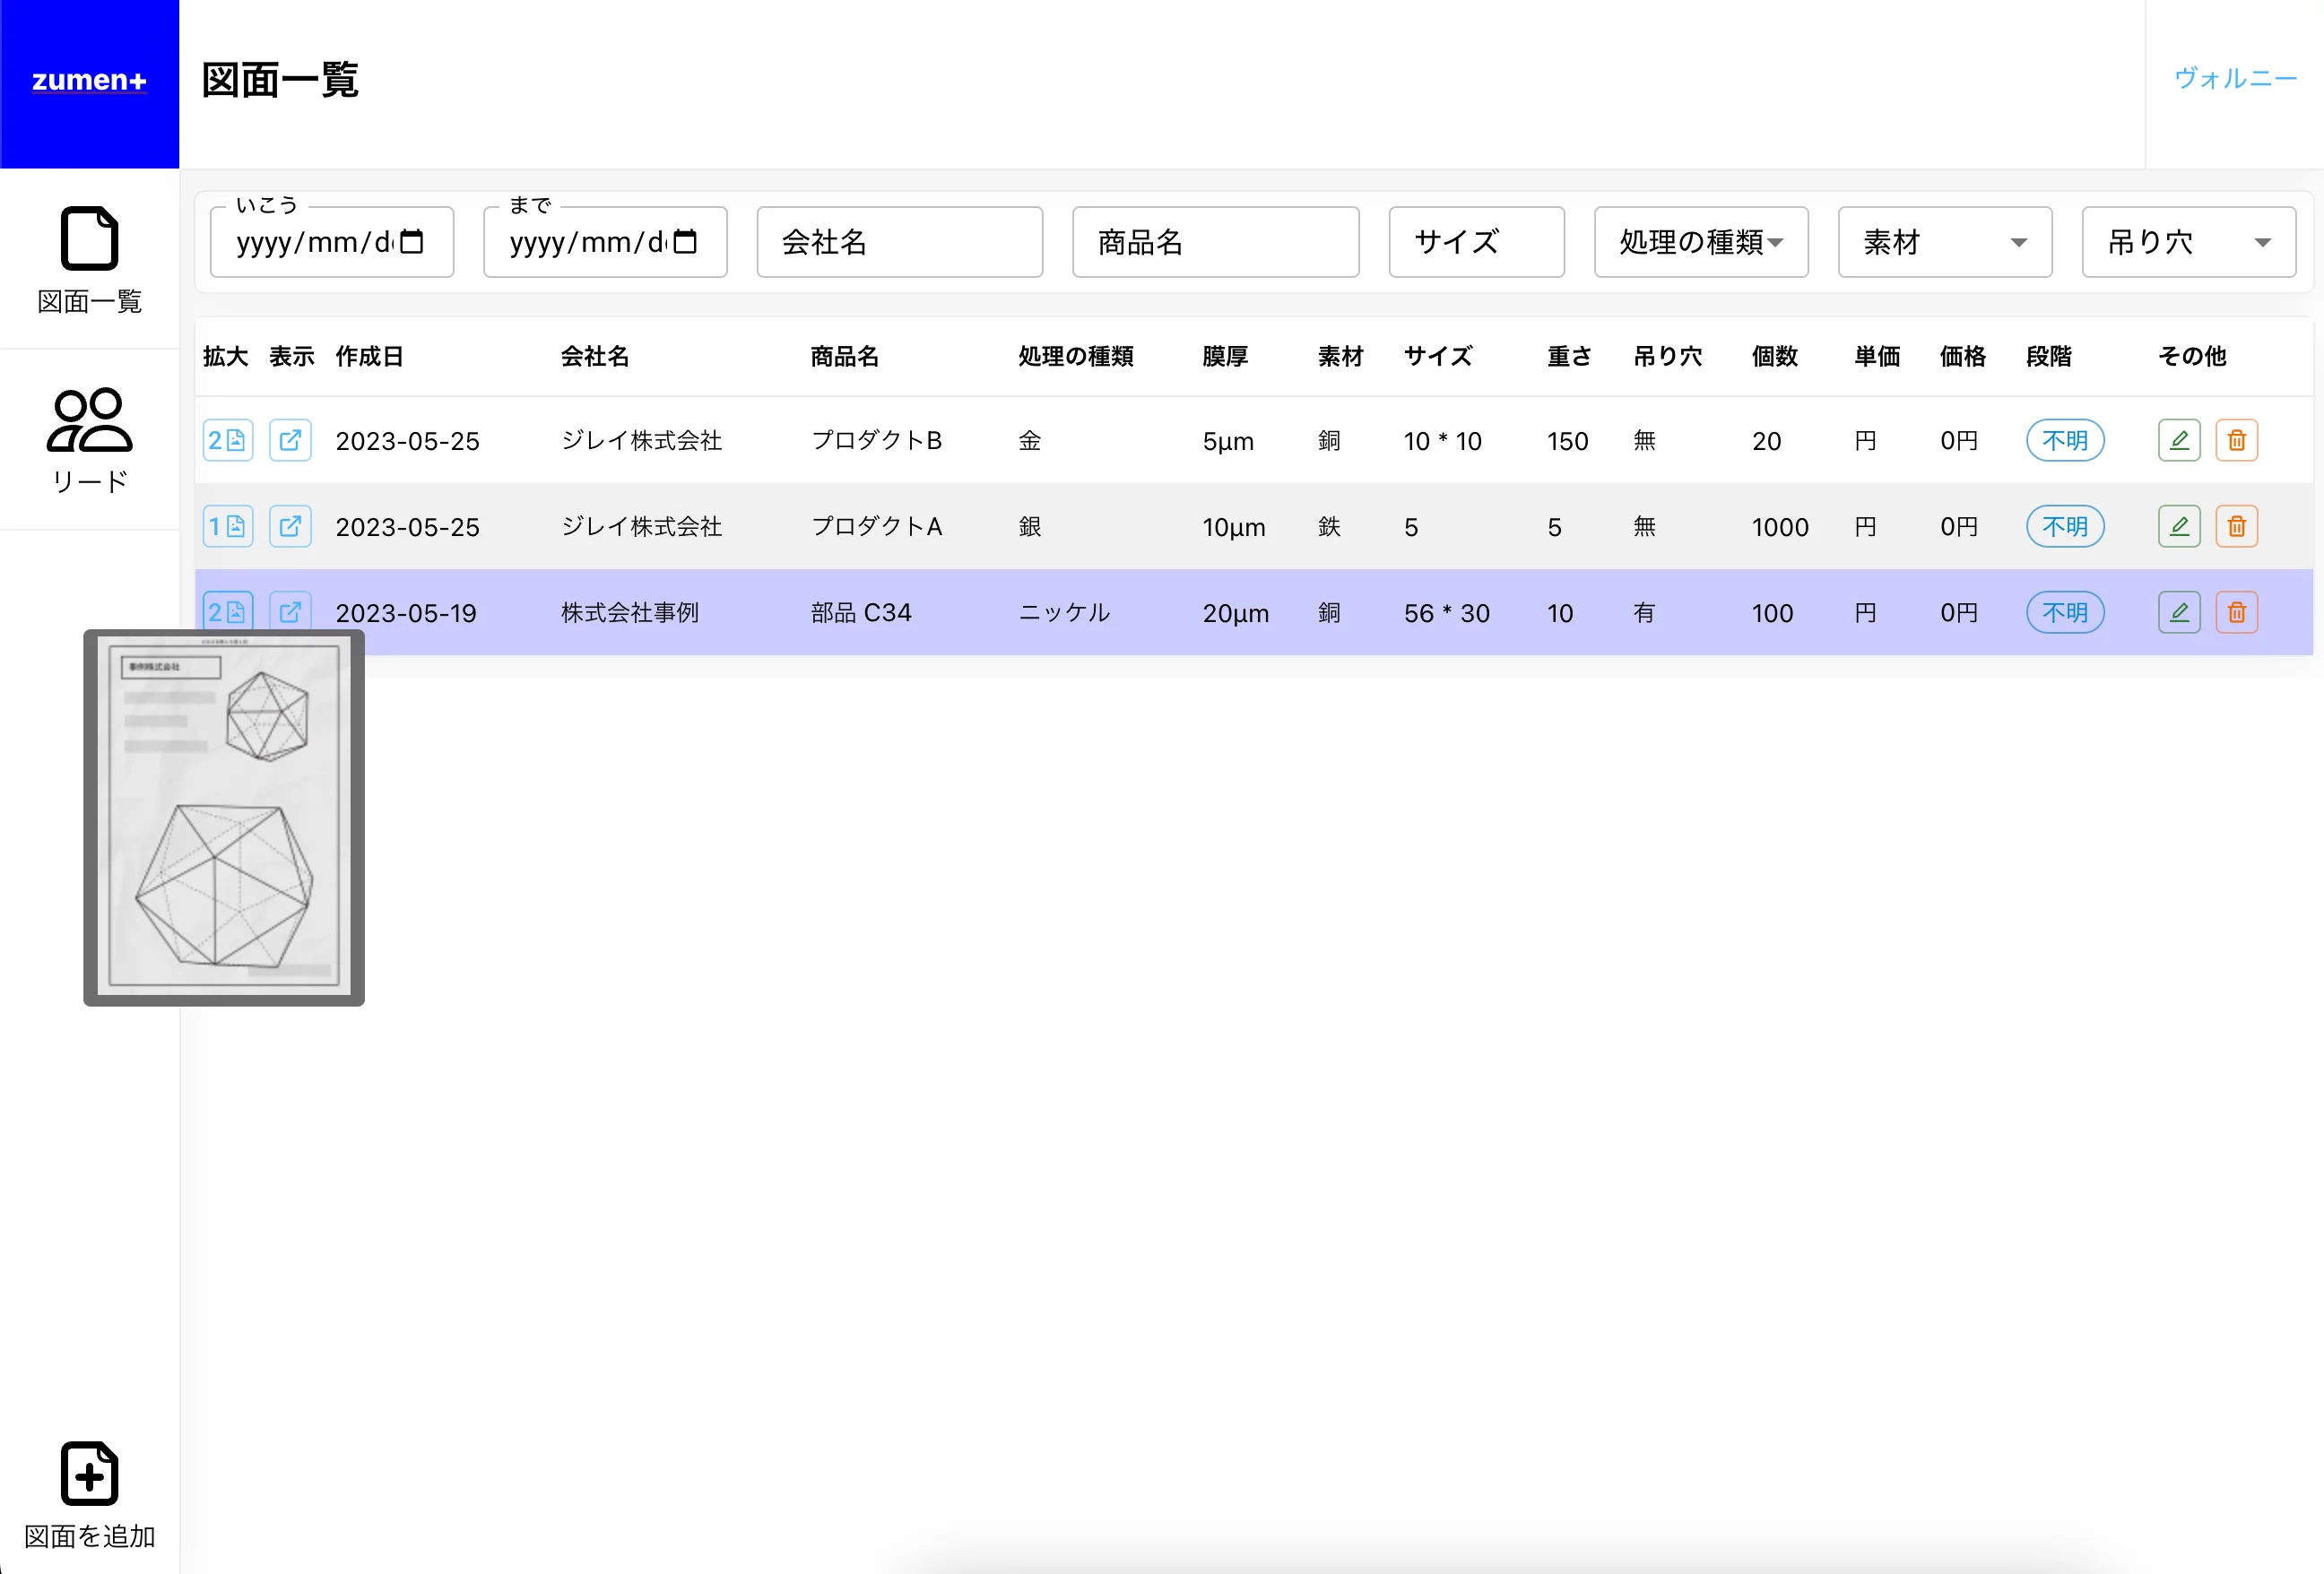 zumen+
図面一覧
ヴォルニー
図面一覧
リード
図面を追加
いこう
まで
yyyy/mm/d
yyyy/mm/d
会社名
商品名
サイズ
処理の種類
素材
吊り穴
拡大 表示 作成日 会社名 商品名 処理の種類 膜厚 素材 サイズ 重さ 吊り穴 個数 単価 価格 段階 その他
2 2023-05-25 ジレイ株式会社 プロダクトB 金 5μm 銅 10 * 10 150 無 20 円 0円 不明
1 2023-05-25 ジレイ株式会社 プロダクトA 銀 10μm 鉄 5 5 無 1000 円 0円 不明
2 2023-05-19 株式会社事例 部品 C34 ニッケル 20μm 銅 56 * 30 10 有 100 円 0円 不明
事例株式会社